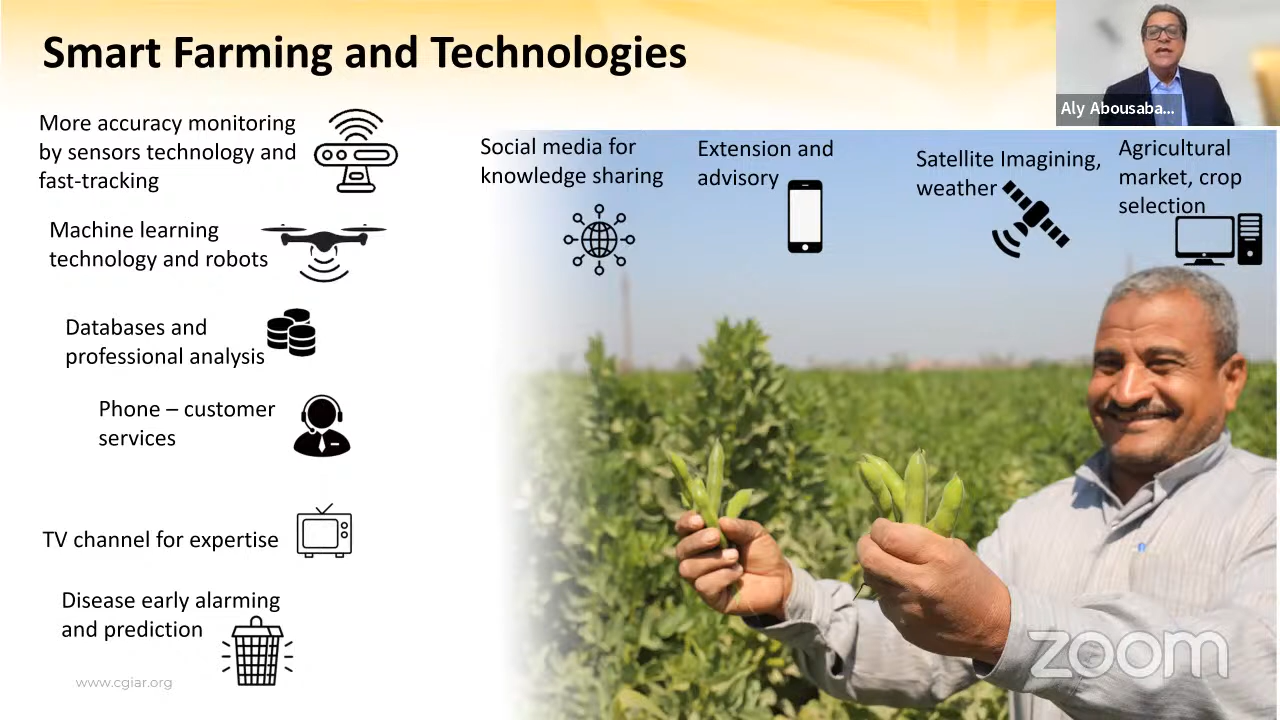 Smart Farming and Technologies
Aly Abousaba...
More accuracy monitoring
by sensors technology and
fast-tracking
Machine learning
technology and robots
Databases and
professional analysis
Phone – customer
services
TV channel for expertise
Disease early alarming
and prediction
www.cgiar.org
Social media for
knowledge sharing
Extension and
advisory
Satellite Imagining,
weather
Agricultural
market, crop
selection
zoom